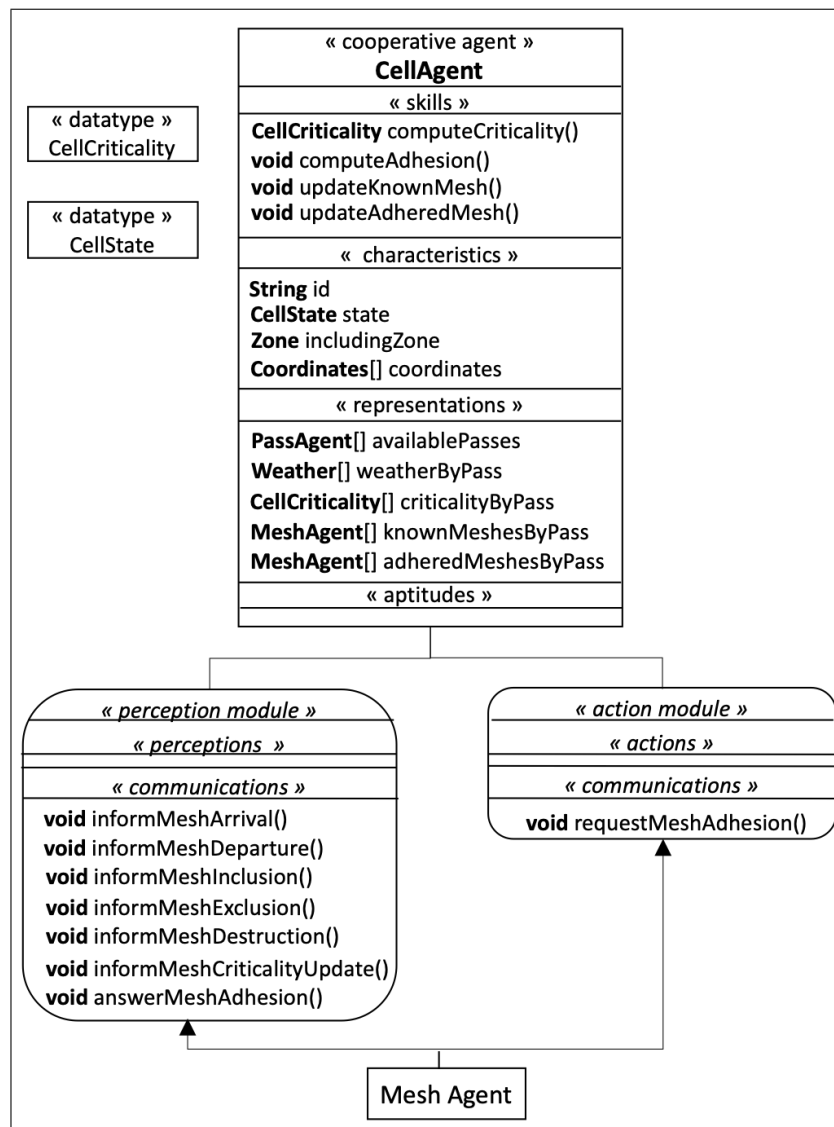 « cooperative agent »
CellAgent
« skills »
CellCriticality computeCriticality()
void computeAdhesion()
void updateKnownMesh()
void updateAdheredMesh()
« characteristics »
String id
CellState state
Zone includingZone
Coordinates[] coordinates
« representations »
PassAgent[] availablePasses
Weather[] weatherByPass
CellCriticality[] criticalityByPass
MeshAgent[] knownMeshesByPass
MeshAgent[] adheredMeshesByPass
« aptitudes »
« datatype »
CellCriticality
« datatype »
CellState
« perception module »
« perceptions »
« communications »
void informMeshArrival()
void informMeshDeparture()
void informMeshInclusion()
void informMeshExclusion()
void informMeshDestruction()
void informMeshCriticalityUpdate()
void answerMeshAdhesion()
« action module »
« actions »
« communications »
void requestMeshAdhesion()
Mesh Agent